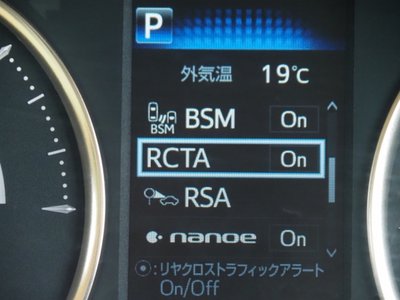 P
外気温 19℃
BSM BSM On
RCTA On
RSA
nanoe On
:リヤクロストラフィックアラート
On/Off